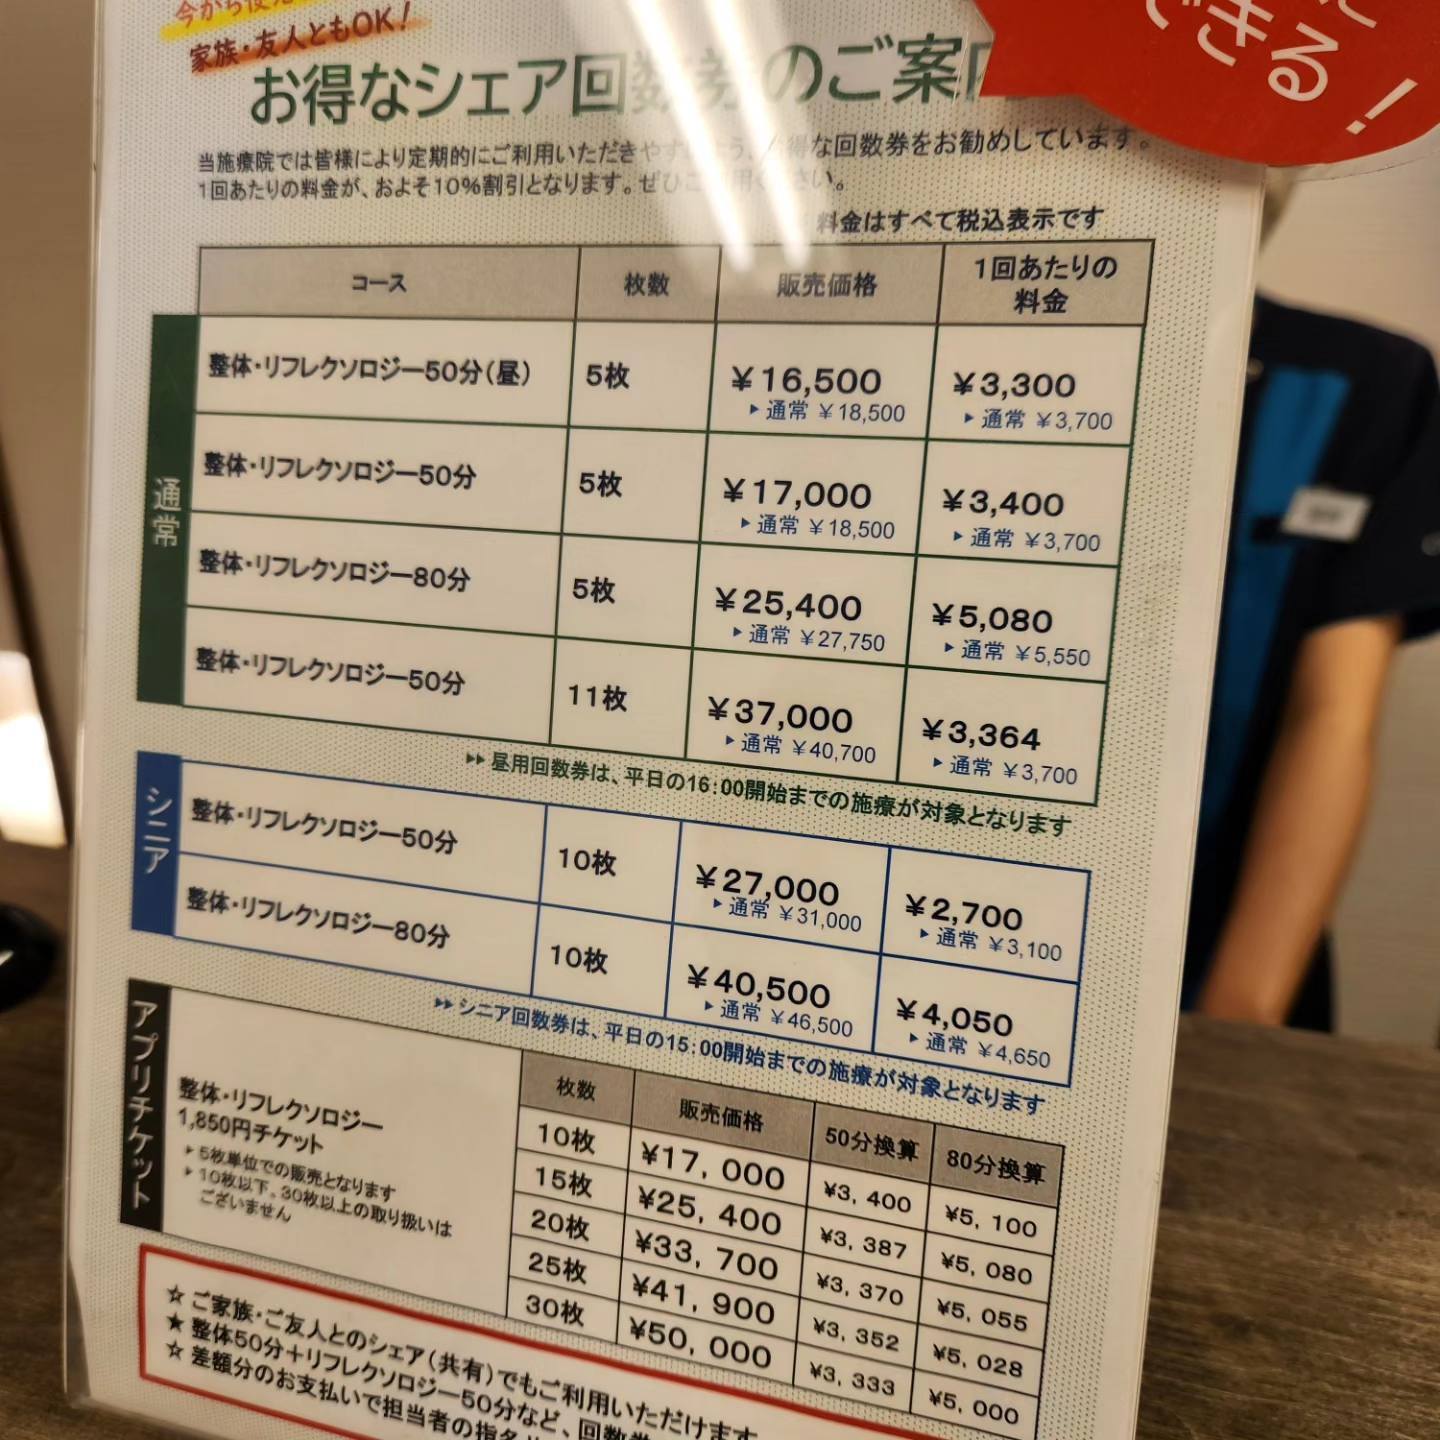 家族・友人ともOK!
できる!
お得なシェア回数券のご案内
当施療院では皆様により定期的にご利用いただきやすいよう、お得な回数券をお勧めしています。
1回あたりの料金が、およそ10%割引となります。ぜひご利用ください。
料金はすべて税込表示です
コース 枚数 販売価格 1回あたりの料金
通常
整体・リフレクソロジー50分(昼) 5枚 ¥16,500 ¥3,300
▶通常 ¥18,500 ▶通常 ¥3,700
整体・リフレクソロジー50分 5枚 ¥17,000 ¥3,400
▶通常 ¥18,500 ▶通常 ¥3,700
整体・リフレクソロジー80分 5枚 ¥25,400 ¥5,080
▶通常 ¥27,750 ▶通常 ¥5,550
整体・リフレクソロジー50分 11枚 ¥37,000 ¥3,364
▶通常 ¥40,700 ▶通常 ¥3,700
▶▶昼用回数券は、平日の16:00開始までの施療が対象となります
シニア
整体・リフレクソロジー50分 10枚 ¥27,000 ¥2,700
▶通常 ¥31,000 ▶通常 ¥3,100
整体・リフレクソロジー80分 10枚 ¥40,500 ¥4,050
▶通常 ¥46,500 ▶通常 ¥4,650
▶▶シニア回数券は、平日の15:00開始までの施療が対象となります
アプリチケット
整体・リフレクソロジー
1,850円チケット
▶5枚単位での販売となります
▶10枚以下。30枚以上の取り扱いは
ございません
枚数 販売価格 50分換算 80分換算
10枚 ¥17, 000 ¥3, 400 ¥5, 100
15枚 ¥25, 400 ¥3, 387 ¥5, 080
20枚 ¥33, 700 ¥3, 370 ¥5, 055
25枚 ¥41, 900 ¥3, 352 ¥5, 028
30枚 ¥50, 000 ¥3, 333 ¥5, 000
☆ご家族・ご友人とのシェア(共有)でもご利用いただけます
★整体50分+リフレクソロジー50分など、回数券
☆差額分のお支払いで担当者の指名